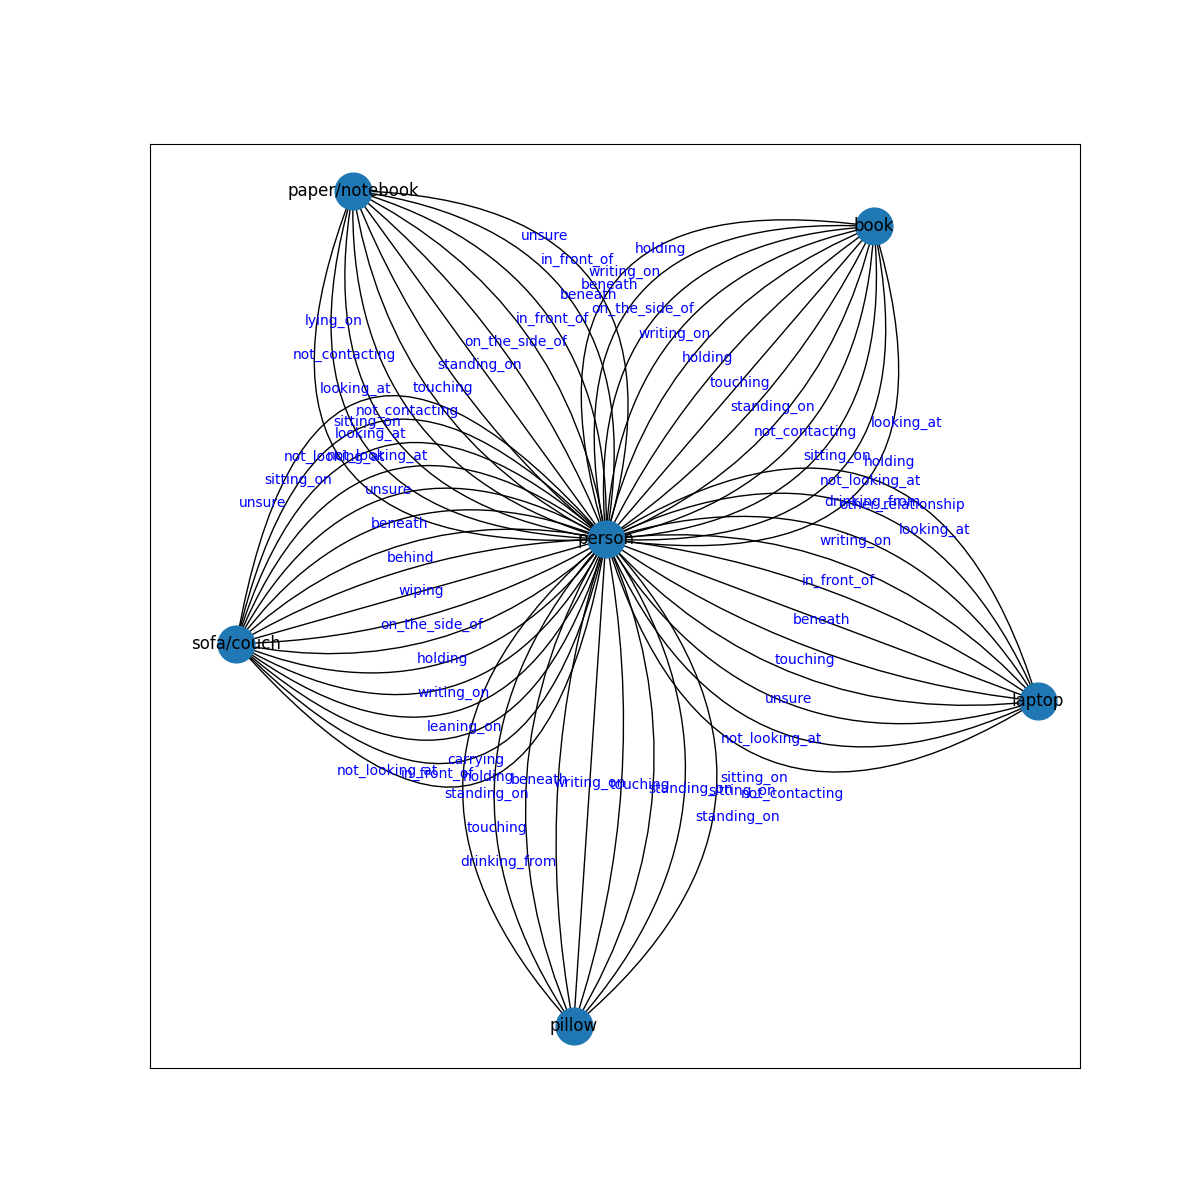 paper/notebook
book
unsure
holding
in_front_of
writing_on
beneath
beneath
on_the_side_of
in_front_of
lying_on
writing_on
on_the_side_of
not_contacting
holding
standing_on
touching
looking_at
touching
not_contacting
standing_on
sitting_on
looking_at
looking_at
not_contacting
not_looking_at
not_looking_at
sitting_on
holding
sitting_on
not_looking_at
unsure
unsure
drinking_from
other_relationship
beneath
looking_at
person
writing_on
behind
in_front_of
wiping
beneath
on_the_side_of
sofa/couch
holding
touching
writing_on
unsure
laptop
leaning_on
not_looking_at
carrying
not_looking_at
in_front_of
holding
beneath
writing_on
touching
standing_on
sitting_on
sitting_on
not_contacting
standing_on
standing_on
touching
drinking_from
pillow